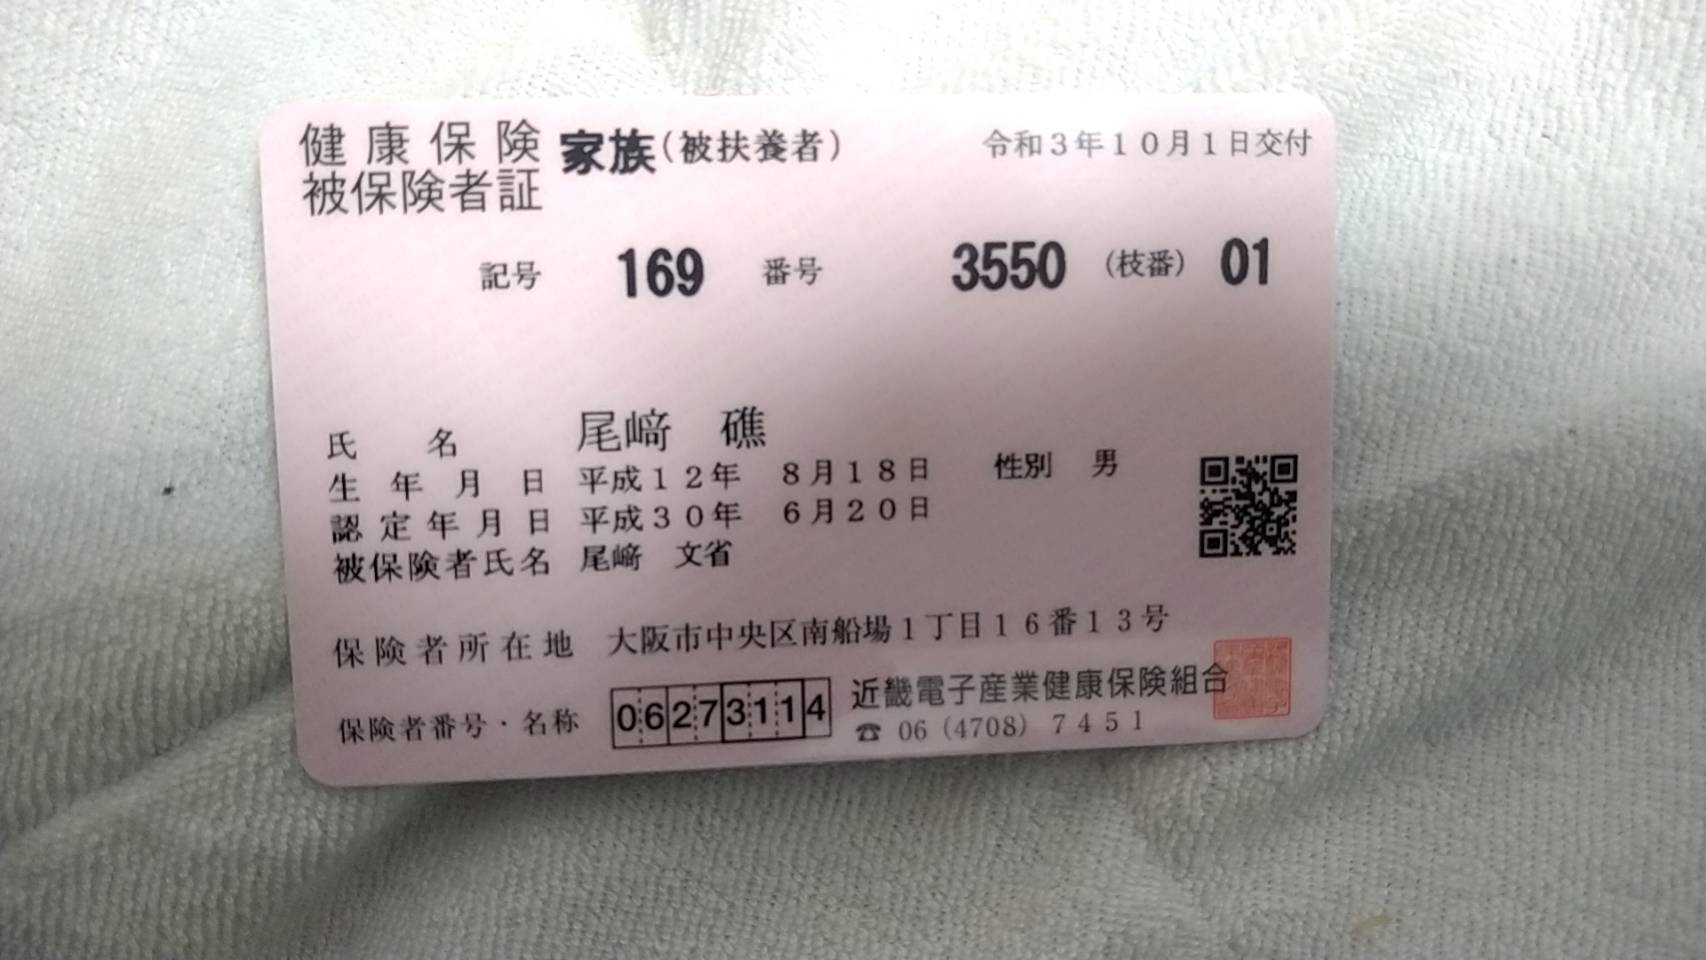 健康保険 家族(被扶養者) 令和3年10月1日交付
被保険者証
記号 169 番号 3550 (枝番) 01
氏名 尾﨑 礁
生年月日 平成12年 8月18日 性別 男
認定年月日 平成30年 6月20日
被保険者氏名 尾﨑 文省
保険者所在地 大阪市中央区南船場1丁目16番13号
保険者番号・名称 06273114 近畿電子産業健康保険組合
☎ 06 (4708) 7451